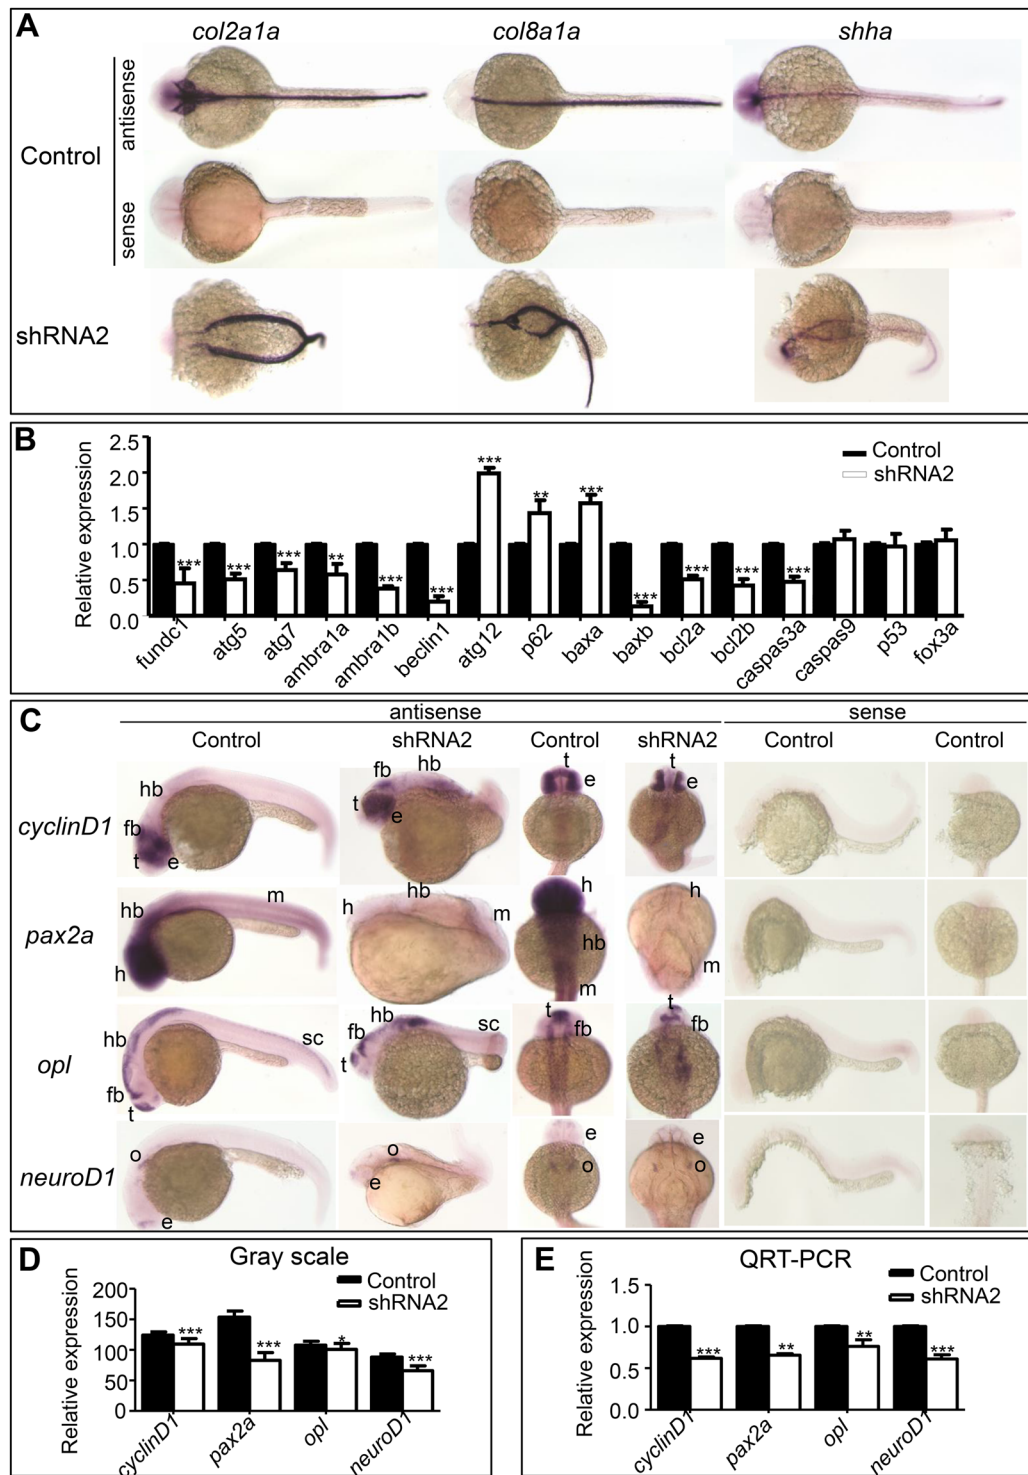 A
col2a1a col8a1a shha
Control
antisense
sense
shRNA2
B
Relative expression
2.5
2.0
1.5
1.0
0.5
0.0
Control
shRNA2
*** *** *** ** *** *** *** ** *** *** *** *** ***
fundc1 atg5 atg7 ambra1a ambra1b beclin1 atg12 p62 baxa baxb bcl2a bcl2b caspas3a caspas9 p53 fox3a
C
antisense sense
Control shRNA2 Control shRNA2 Control Control
cyclinD1
hb fb t e
fb hb t e
t e
t e
pax2a
hb m h
h hb m
h hb m
h m
opl
hb sc fb t
hb fb sc t
t fb
t fb
neuroD1
o e
o e
e o
e o
D
Gray scale
Relative expression
200
150
100
50
0
Control
shRNA2
*** *** * ***
cyclinD1 pax2a opl neuroD1
E
QRT-PCR
Relative expression
1.5
1.0
0.5
0.0
Control
shRNA2
*** ** ** ***
cyclinD1 pax2a opl neuroD1